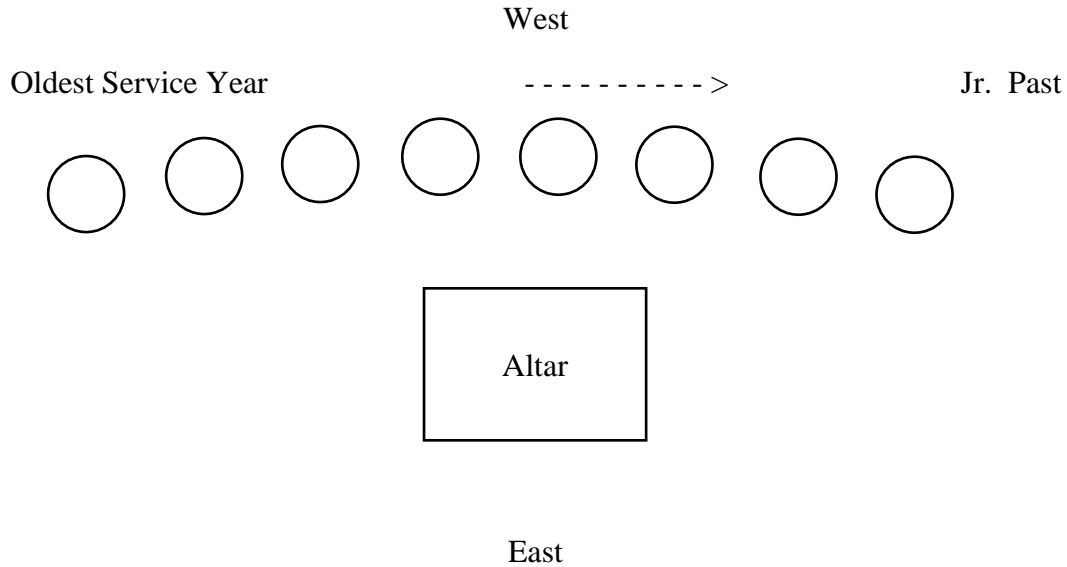 West
Oldest Service Year - - - - - - - - - - > Jr. Past
Altar
East